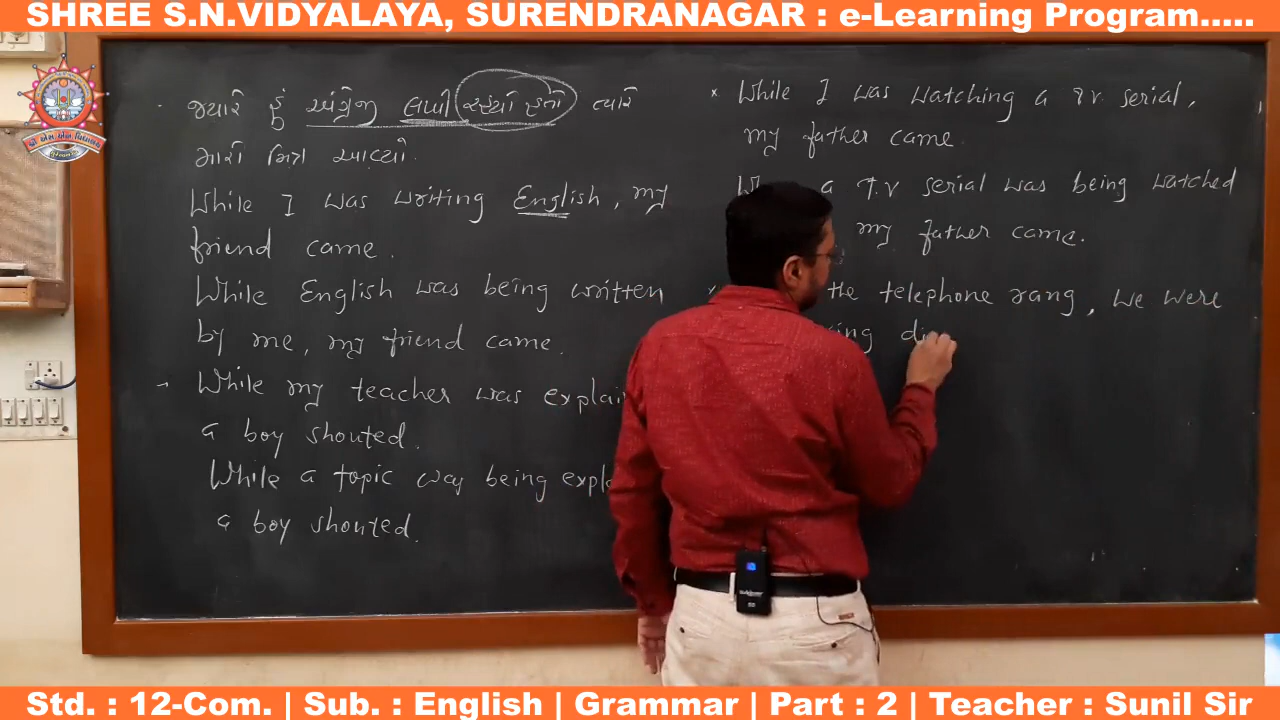 SHREE S.N.VIDYALAYA, SURENDRANAGAR : e-Learning Program.....
જ્યારે હું અંગ્રેજી લખી રહ્યો હતો ત્યારે
મારો મિત્ર આવ્યો.
While I was writing English, my
friend came.
While English was being written
by me, my friend came.
While my teacher was
a boy shouted.
While a topic was being
a boy shouted.
While I was watching a T.V. serial,
my father came.
a T.V serial was being watched
my father came.
the telephone rang, we were
Std. : 12-Com. | Sub. : English | Grammar | Part : 2 | Teacher : Sunil Sir